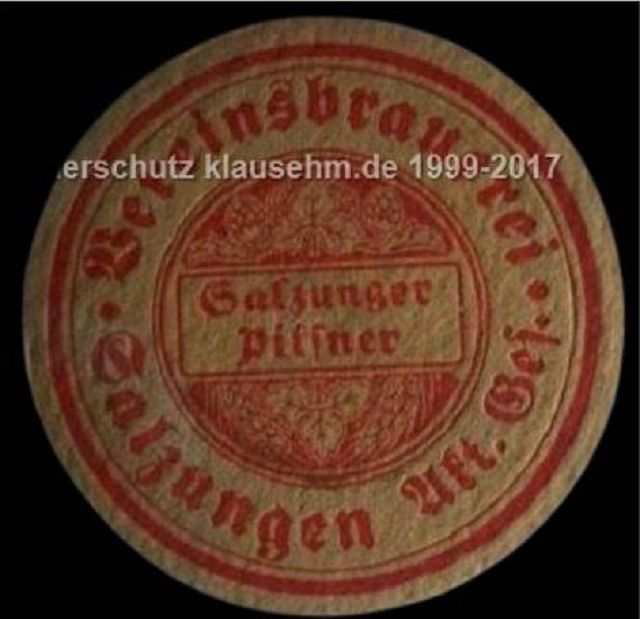 Vereinsbrauerei
erschutz klausehm.de 1999-2017
Salzunger
Pilsner
Salzungen Akt. Ges.